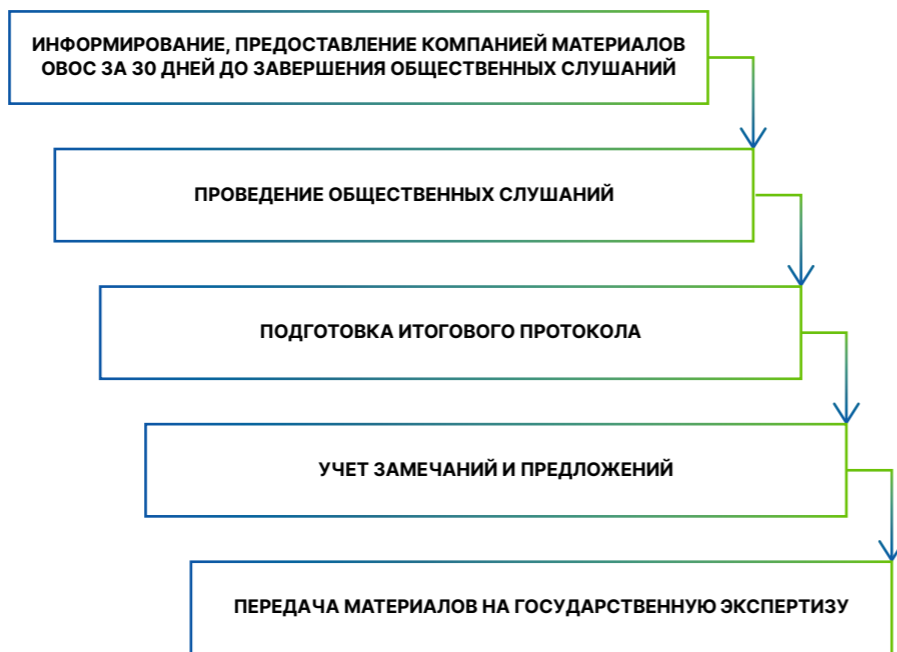 ИНФОРМИРОВАНИЕ, ПРЕДОСТАВЛЕНИЕ КОМПАНИЕЙ МАТЕРИАЛОВ
ОВОС ЗА 30 ДНЕЙ ДО ЗАВЕРШЕНИЯ ОБЩЕСТВЕННЫХ СЛУШАНИЙ
ПРОВЕДЕНИЕ ОБЩЕСТВЕННЫХ СЛУШАНИЙ
ПОДГОТОВКА ИТОГОВОГО ПРОТОКОЛА
УЧЕТ ЗАМЕЧАНИЙ И ПРЕДЛОЖЕНИЙ
ПЕРЕДАЧА МАТЕРИАЛОВ НА ГОСУДАРСТВЕННУЮ ЭКСПЕРТИЗУ